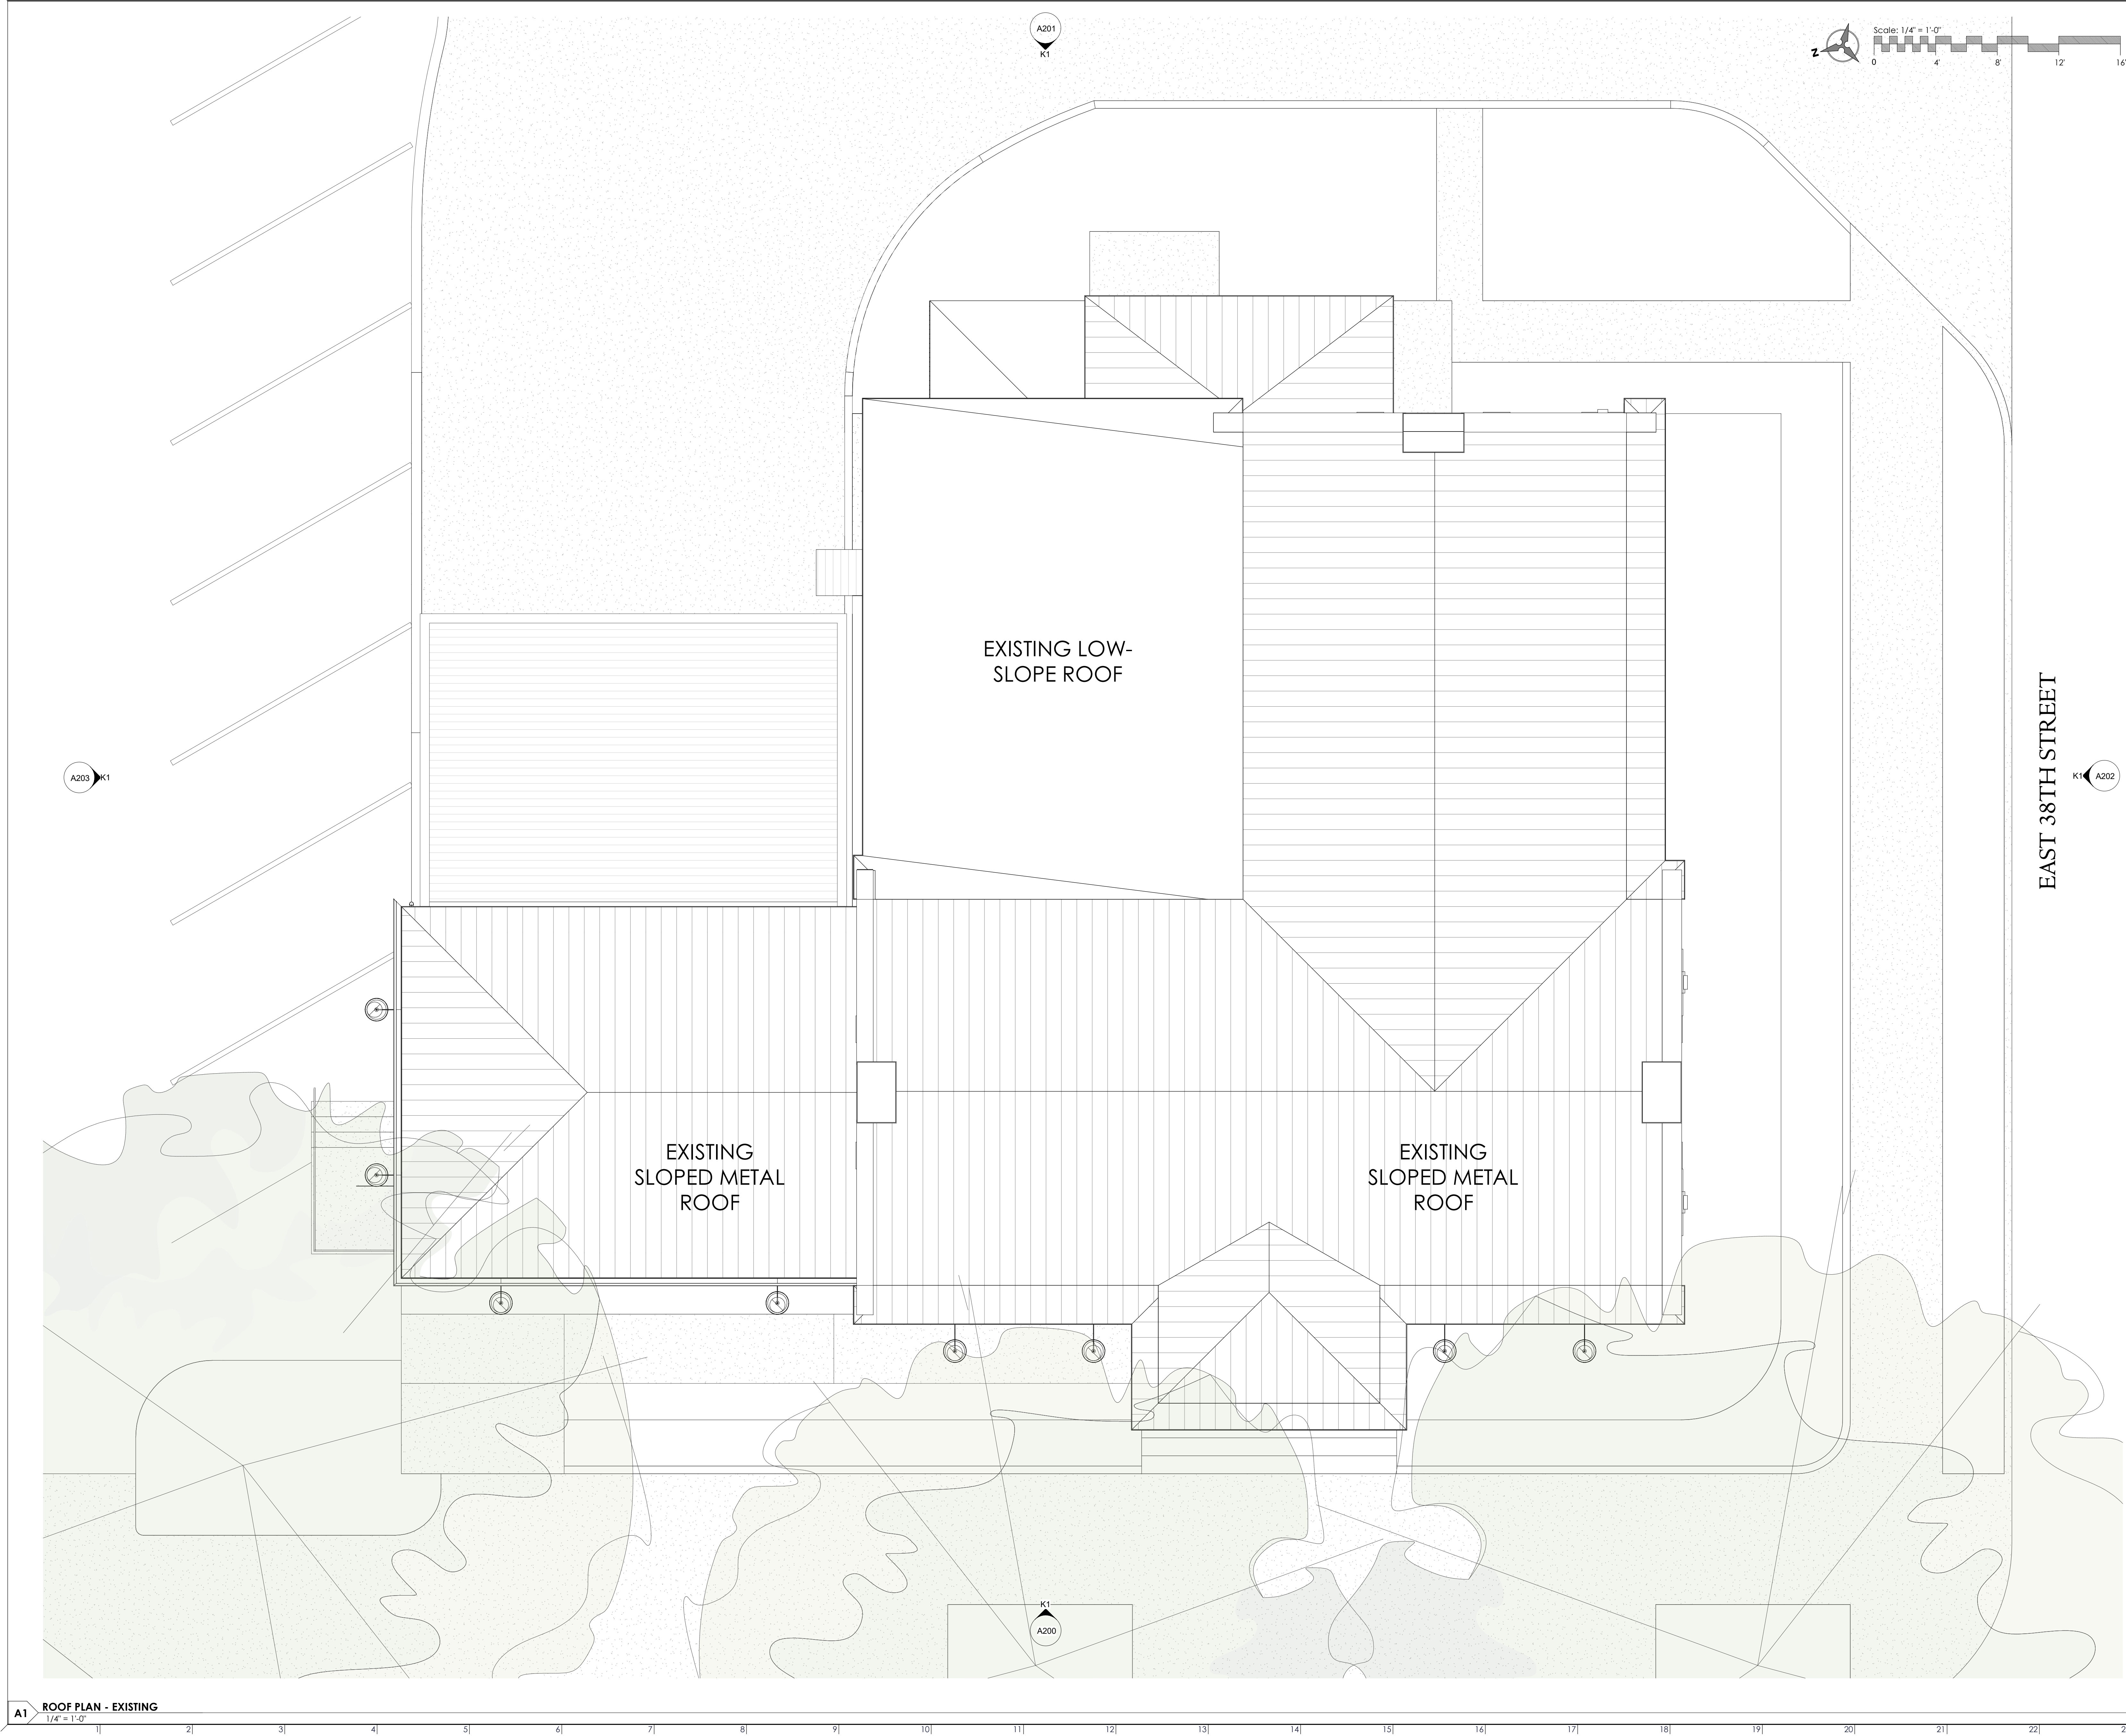 A201
K1
Z
Scale: 1/4" = 1'-0"
0 4' 8' 12' 16'
EXISTING LOW-
SLOPE ROOF
EAST 38TH STREET
A203 K1
K1 A202
EXISTING
SLOPED METAL
ROOF
EXISTING
SLOPED METAL
ROOF
K1
A200
A1 ROOF PLAN - EXISTING
1/4" = 1'-0"
1 2 3 4 5 6 7 8 9 10 11 12 13 14 15 16 17 18 19 20 21 22 2